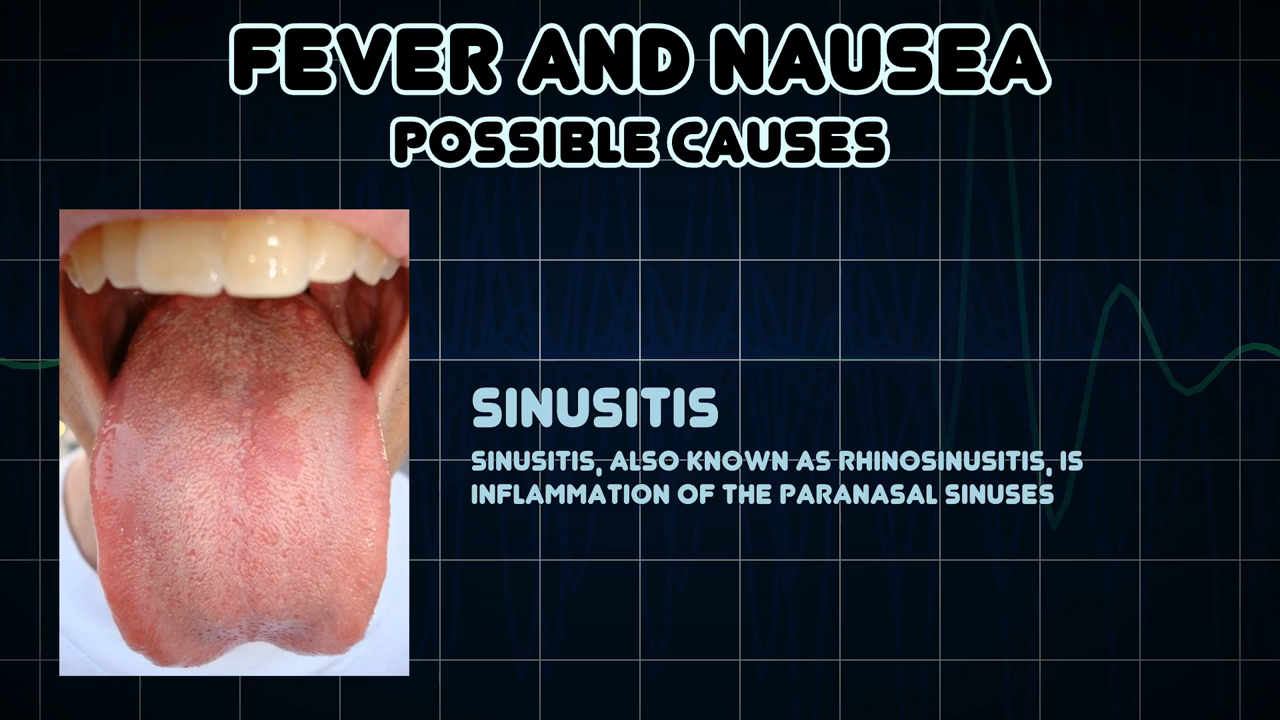 FEVER AND NAUSEA
POSSIBLE CAUSES
SINUSITIS
SINUSITIS, ALSO KNOWN AS RHINOSINUSITIS, IS
INFLAMMATION OF THE PARANASAL SINUSES